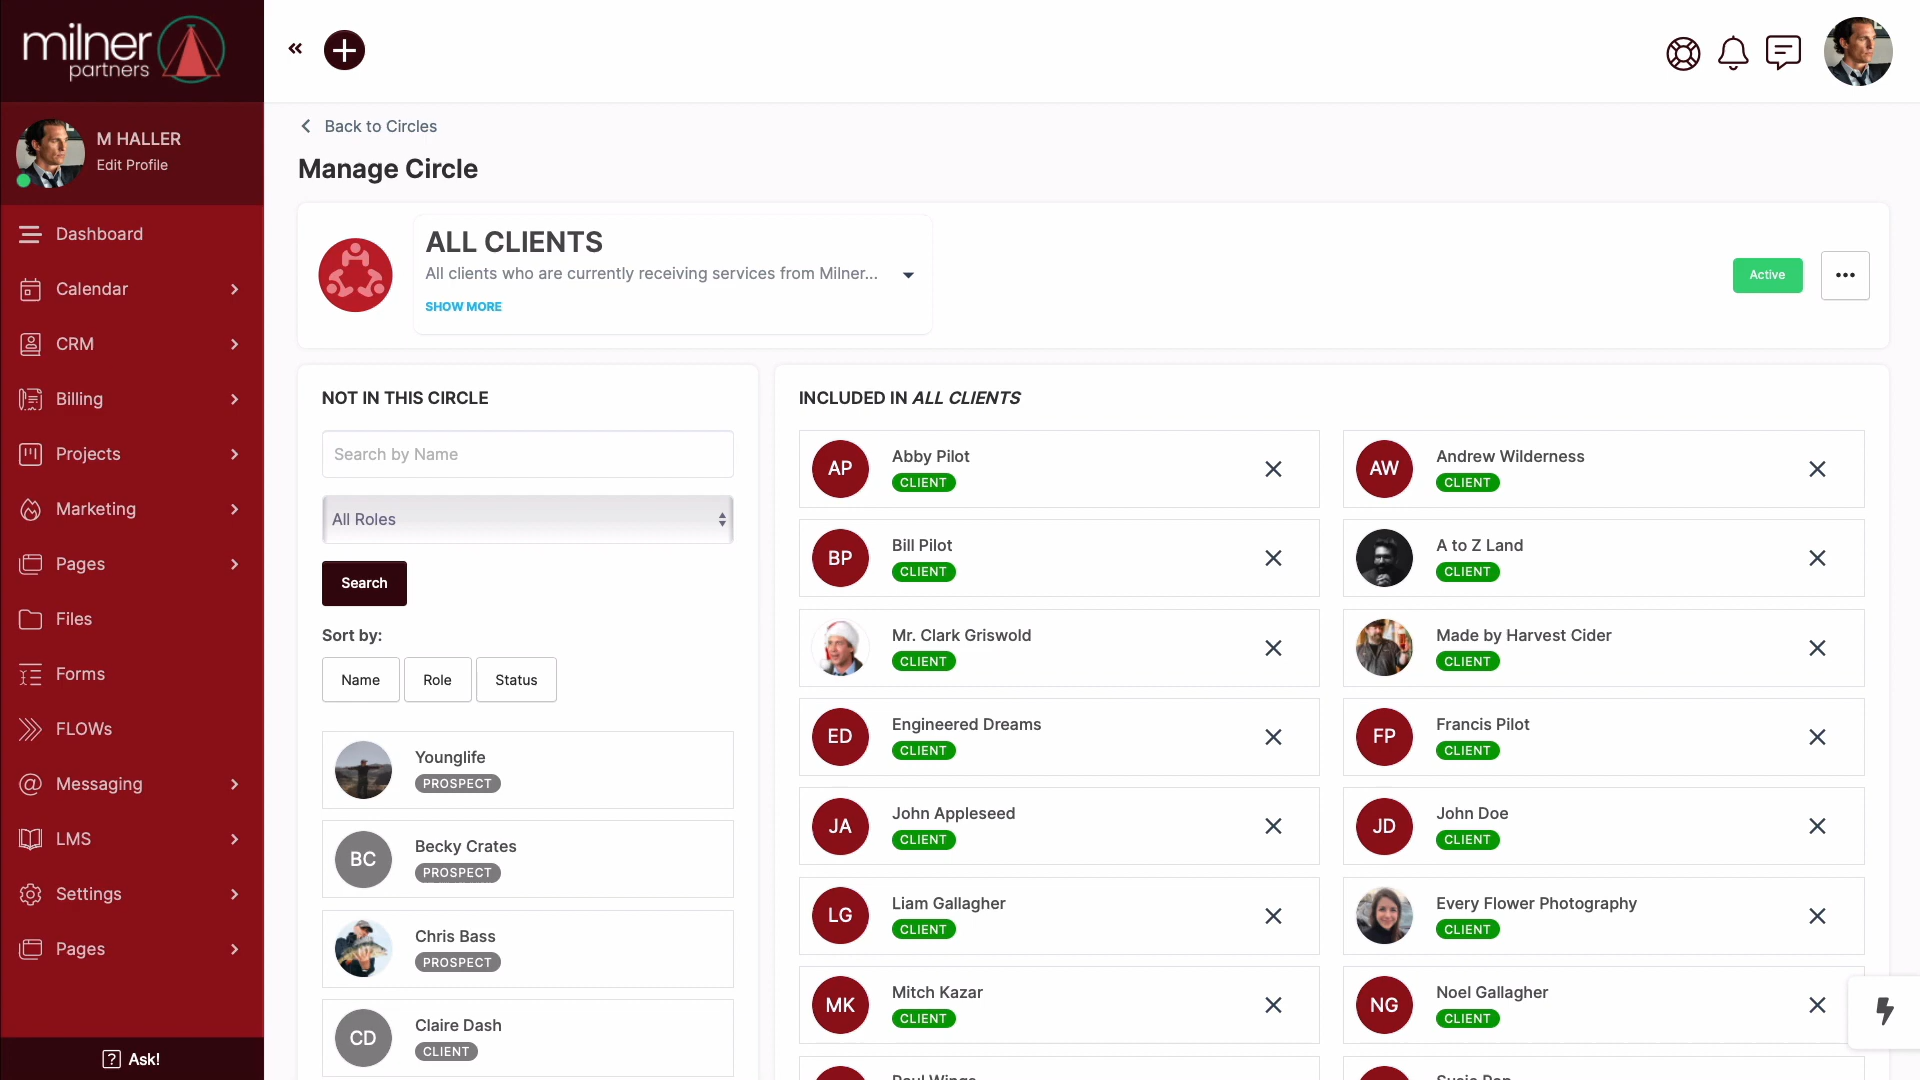 milner
partners
M HALLER
Edit Profile
Dashboard
Calendar
CRM
Billing
Projects
Marketing
Pages
Files
Forms
FLOWs
Messaging
LMS
Settings
Pages
? Ask!
Back to Circles
Manage Circle
ALL CLIENTS
All clients who are currently receiving services from Milner...
SHOW MORE
Active
NOT IN THIS CIRCLE
Search by Name
All Roles
Search
Sort by:
Name Role Status
Younglife
PROSPECT
BC
Becky Crates
PROSPECT
Chris Bass
PROSPECT
CD
Claire Dash
CLIENT
INCLUDED IN ALL CLIENTS
AP
Abby Pilot
CLIENT
AW
Andrew Wilderness
CLIENT
BP
Bill Pilot
CLIENT
A to Z Land
CLIENT
Mr. Clark Griswold
CLIENT
Made by Harvest Cider
CLIENT
ED
Engineered Dreams
CLIENT
FP
Francis Pilot
CLIENT
JA
John Appleseed
CLIENT
JD
John Doe
CLIENT
LG
Liam Gallagher
CLIENT
Every Flower Photography
CLIENT
MK
Mitch Kazar
CLIENT
NG
Noel Gallagher
CLIENT